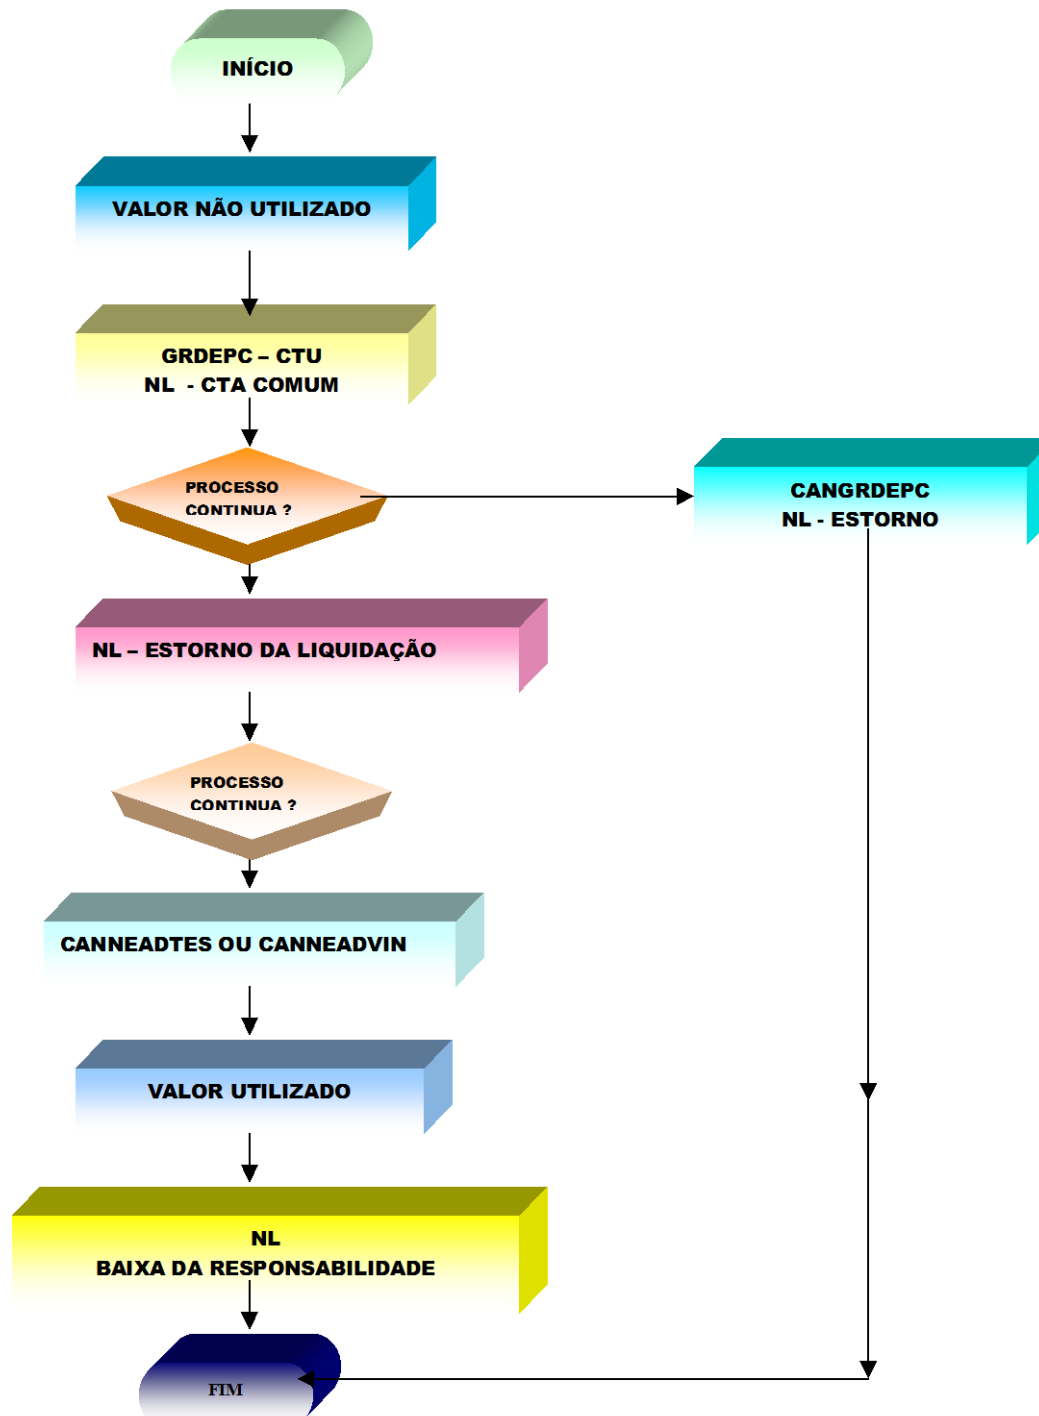 INÍCIO
VALOR NÃO UTILIZADO
GRDEPC – CTU
NL - CTA COMUM
PROCESSO
CONTINUA ?
CANGRDEPC
NL - ESTORNO
NL – ESTORNO DA LIQUIDAÇÃO
PROCESSO
CONTINUA ?
CANNEADTES OU CANNEADVIN
VALOR UTILIZADO
NL
BAIXA DA RESPONSABILIDADE
FIM